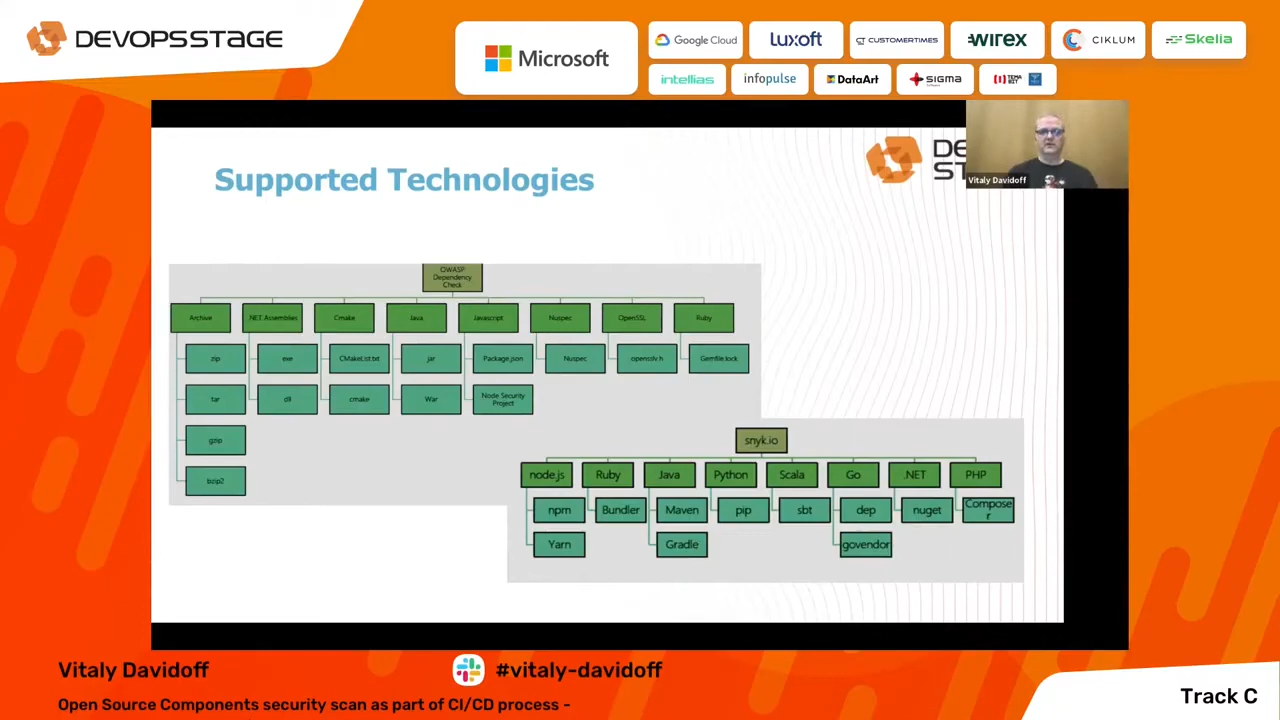 DEVOPSSTAGE
Microsoft
Google Cloud
LUXOFT
CUSTOMERTIMES
WIREX
CIKLUM
Skelia
intellias
infopulse
DataArt
SIGMA
Supported Technologies
DE
ST
Vitaly Davidoff
OWASP
Dependency
Check
Archive
.NET Assemblies
Cmake
Java
Javascript
Nuspec
OpenSSL
Ruby
zip
exe
CMakeList.txt
jar
Package.json
Nuspec
opensslv.h
Gemfile.lock
tar
dll
cmake
War
Node Security
Project
gzip
bzip2
snyk.io
node.js
Ruby
Java
Python
Scala
Go
.NET
PHP
npm
Bundler
Maven
pip
sbt
dep
nuget
Compose
r
Yarn
Gradle
govendor
Vitaly Davidoff
#vitaly-davidoff
Open Source Components security scan as part of CI/CD process -
Track C